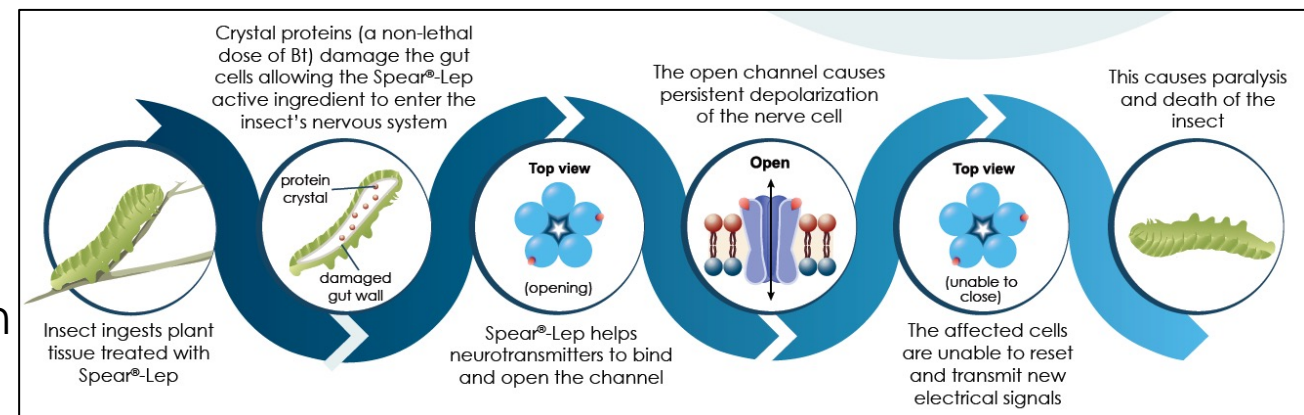 Insect ingests plant
tissue treated with
Spear®-Lep
Crystal proteins (a non-lethal
dose of Bt) damage the gut
cells allowing the Spear®-Lep
active ingredient to enter the
insect's nervous system
protein
crystal
damaged
gut wall
Top view
(opening)
Spear®-Lep helps
neurotransmitters to bind
and open the channel
The open channel causes
persistent depolarization
of the nerve cell
Open
Top view
(unable to
close)
The affected cells
are unable to reset
and transmit new
electrical signals
This causes paralysis
and death of the
insect